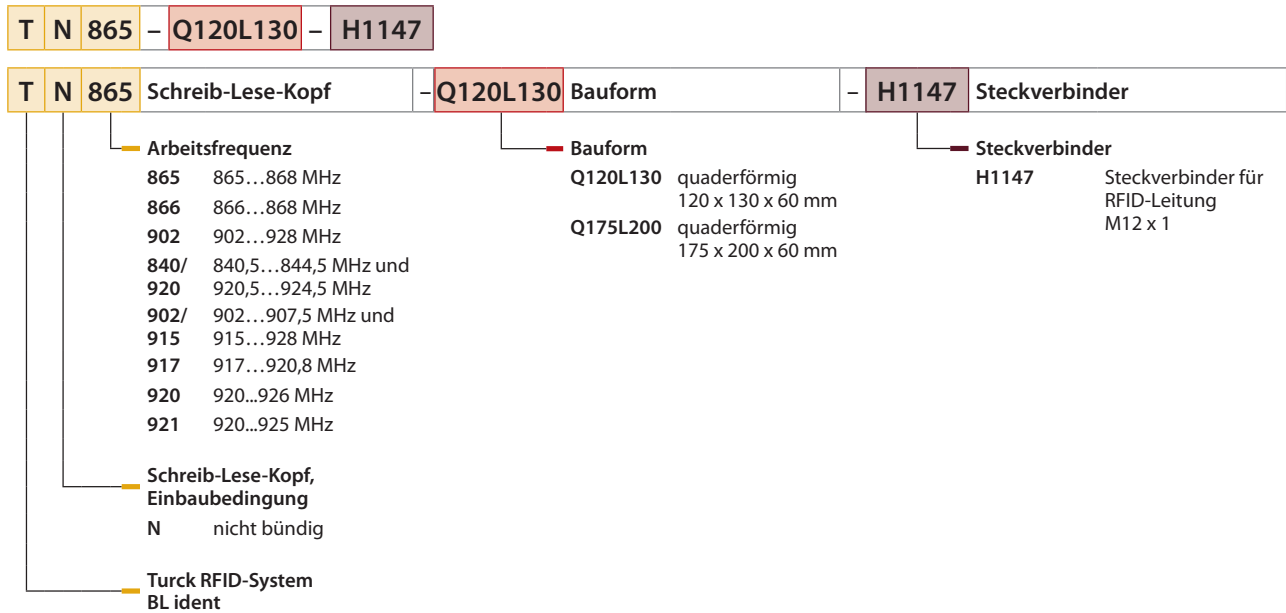 T N 865 – Q120L130 – H1147
T N 865 Schreib-Lese-Kopf – Q120L130 Bauform – H1147 Steckverbinder
Arbeitsfrequenz
865 865…868 MHz
866 866…868 MHz
902 902…928 MHz
840/ 840,5…844,5 MHz und
920 920,5…924,5 MHz
902/ 902…907,5 MHz und
915 915…928 MHz
917 917…920,8 MHz
920 920...926 MHz
921 920...925 MHz
Schreib-Lese-Kopf,
Einbaubedingung
N nicht bündig
Turck RFID-System
BL ident
Bauform
Q120L130 quaderförmig
120 x 130 x 60 mm
Q175L200 quaderförmig
175 x 200 x 60 mm
Steckverbinder
H1147 Steckverbinder für
RFID-Leitung
M12 x 1